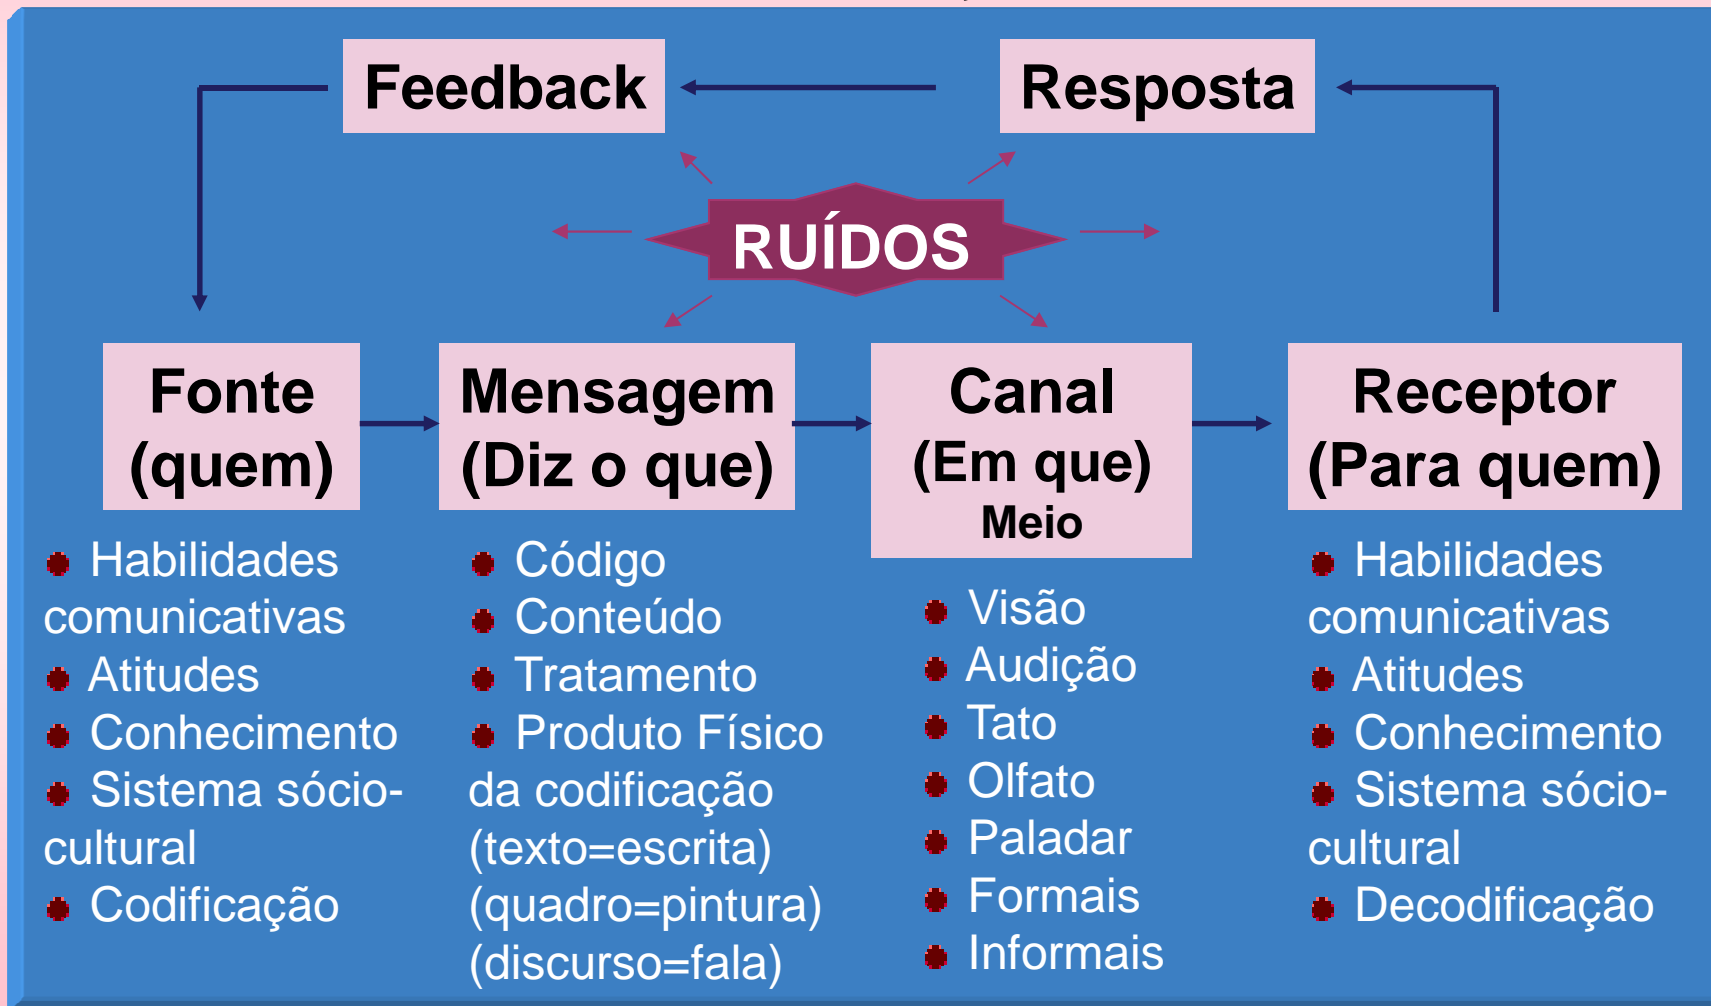 Feedback
Resposta
RUÍDOS
Fonte
(quem)
Mensagem
(Diz o que)
Canal
(Em que)
Meio
Receptor
(Para quem)
Habilidades
comunicativas
Atitudes
Conhecimento
Sistema sócio-
cultural
Codificação
Código
Conteúdo
Tratamento
Produto Físico
da codificação
(texto=escrita)
(quadro=pintura)
(discurso=fala)
Visão
Audição
Tato
Olfato
Paladar
Formais
Informais
Habilidades
comunicativas
Atitudes
Conhecimento
Sistema sócio-
cultural
Decodificação